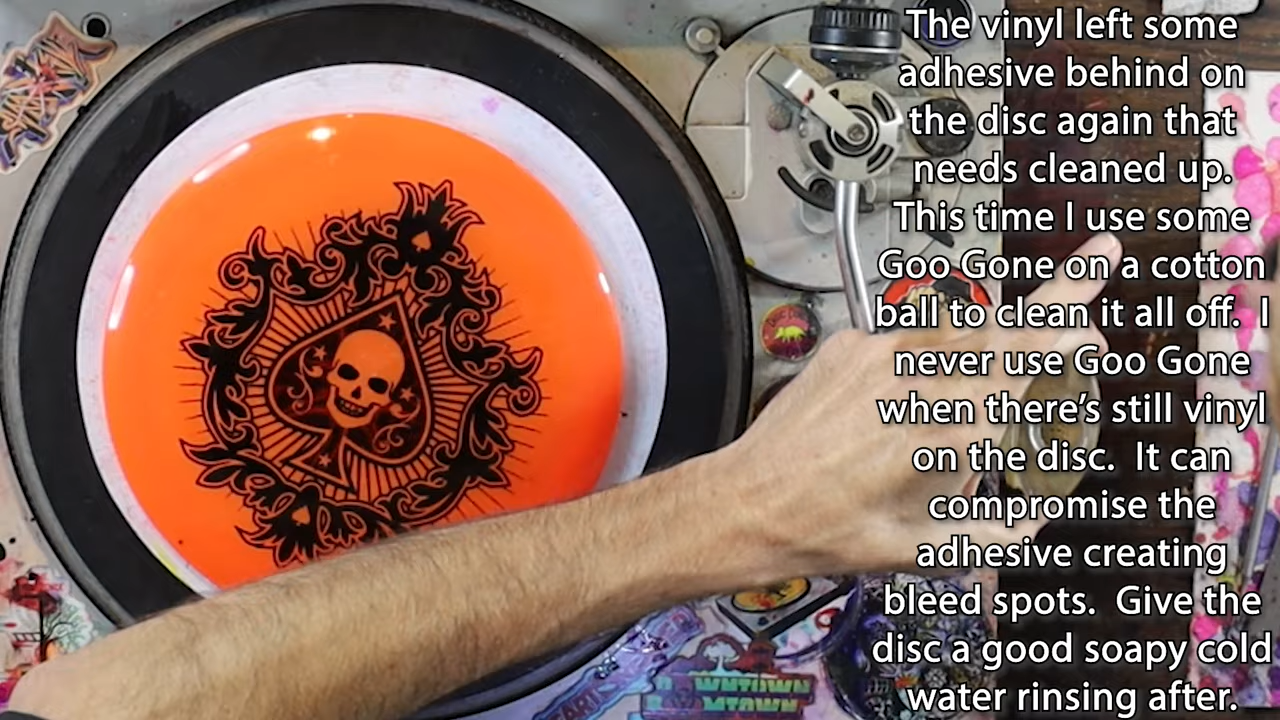 The vinyl left some
adhesive behind on
the disc again that
needs cleaned up.
This time I use some
Goo Gone on a cotton
ball to clean it all off.  I
never use Goo Gone
when there's still vinyl
on the disc.  It can
compromise the
adhesive creating
bleed spots.  Give the
disc a good soapy cold
water rinsing after.